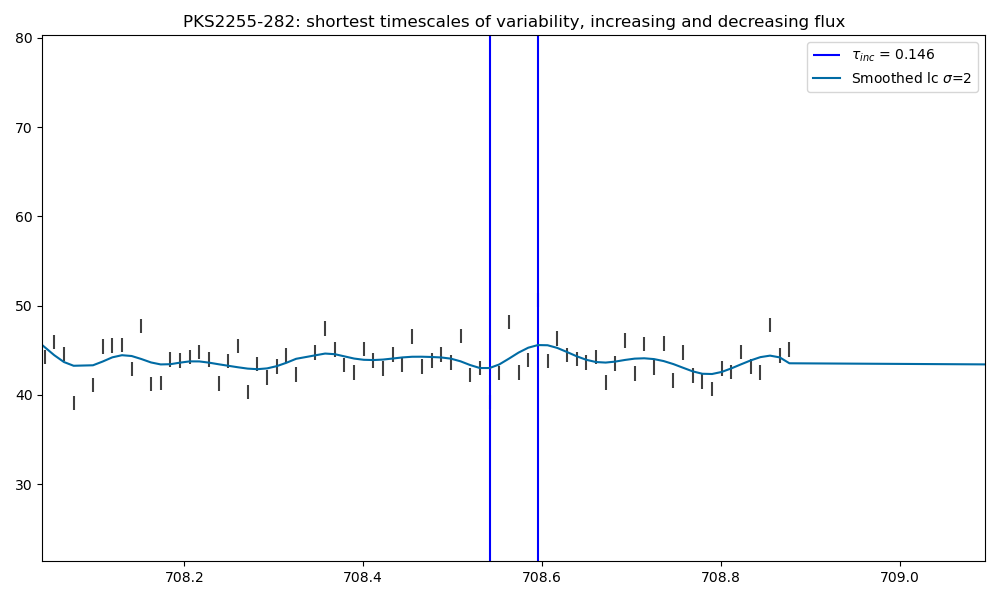 PKS2255-282: shortest timescales of variability, increasing and decreasing flux
τinc = 0.146
Smoothed lc σ=2
80
70
60
50
40
30
708.2 708.4 708.6 708.8 709.0